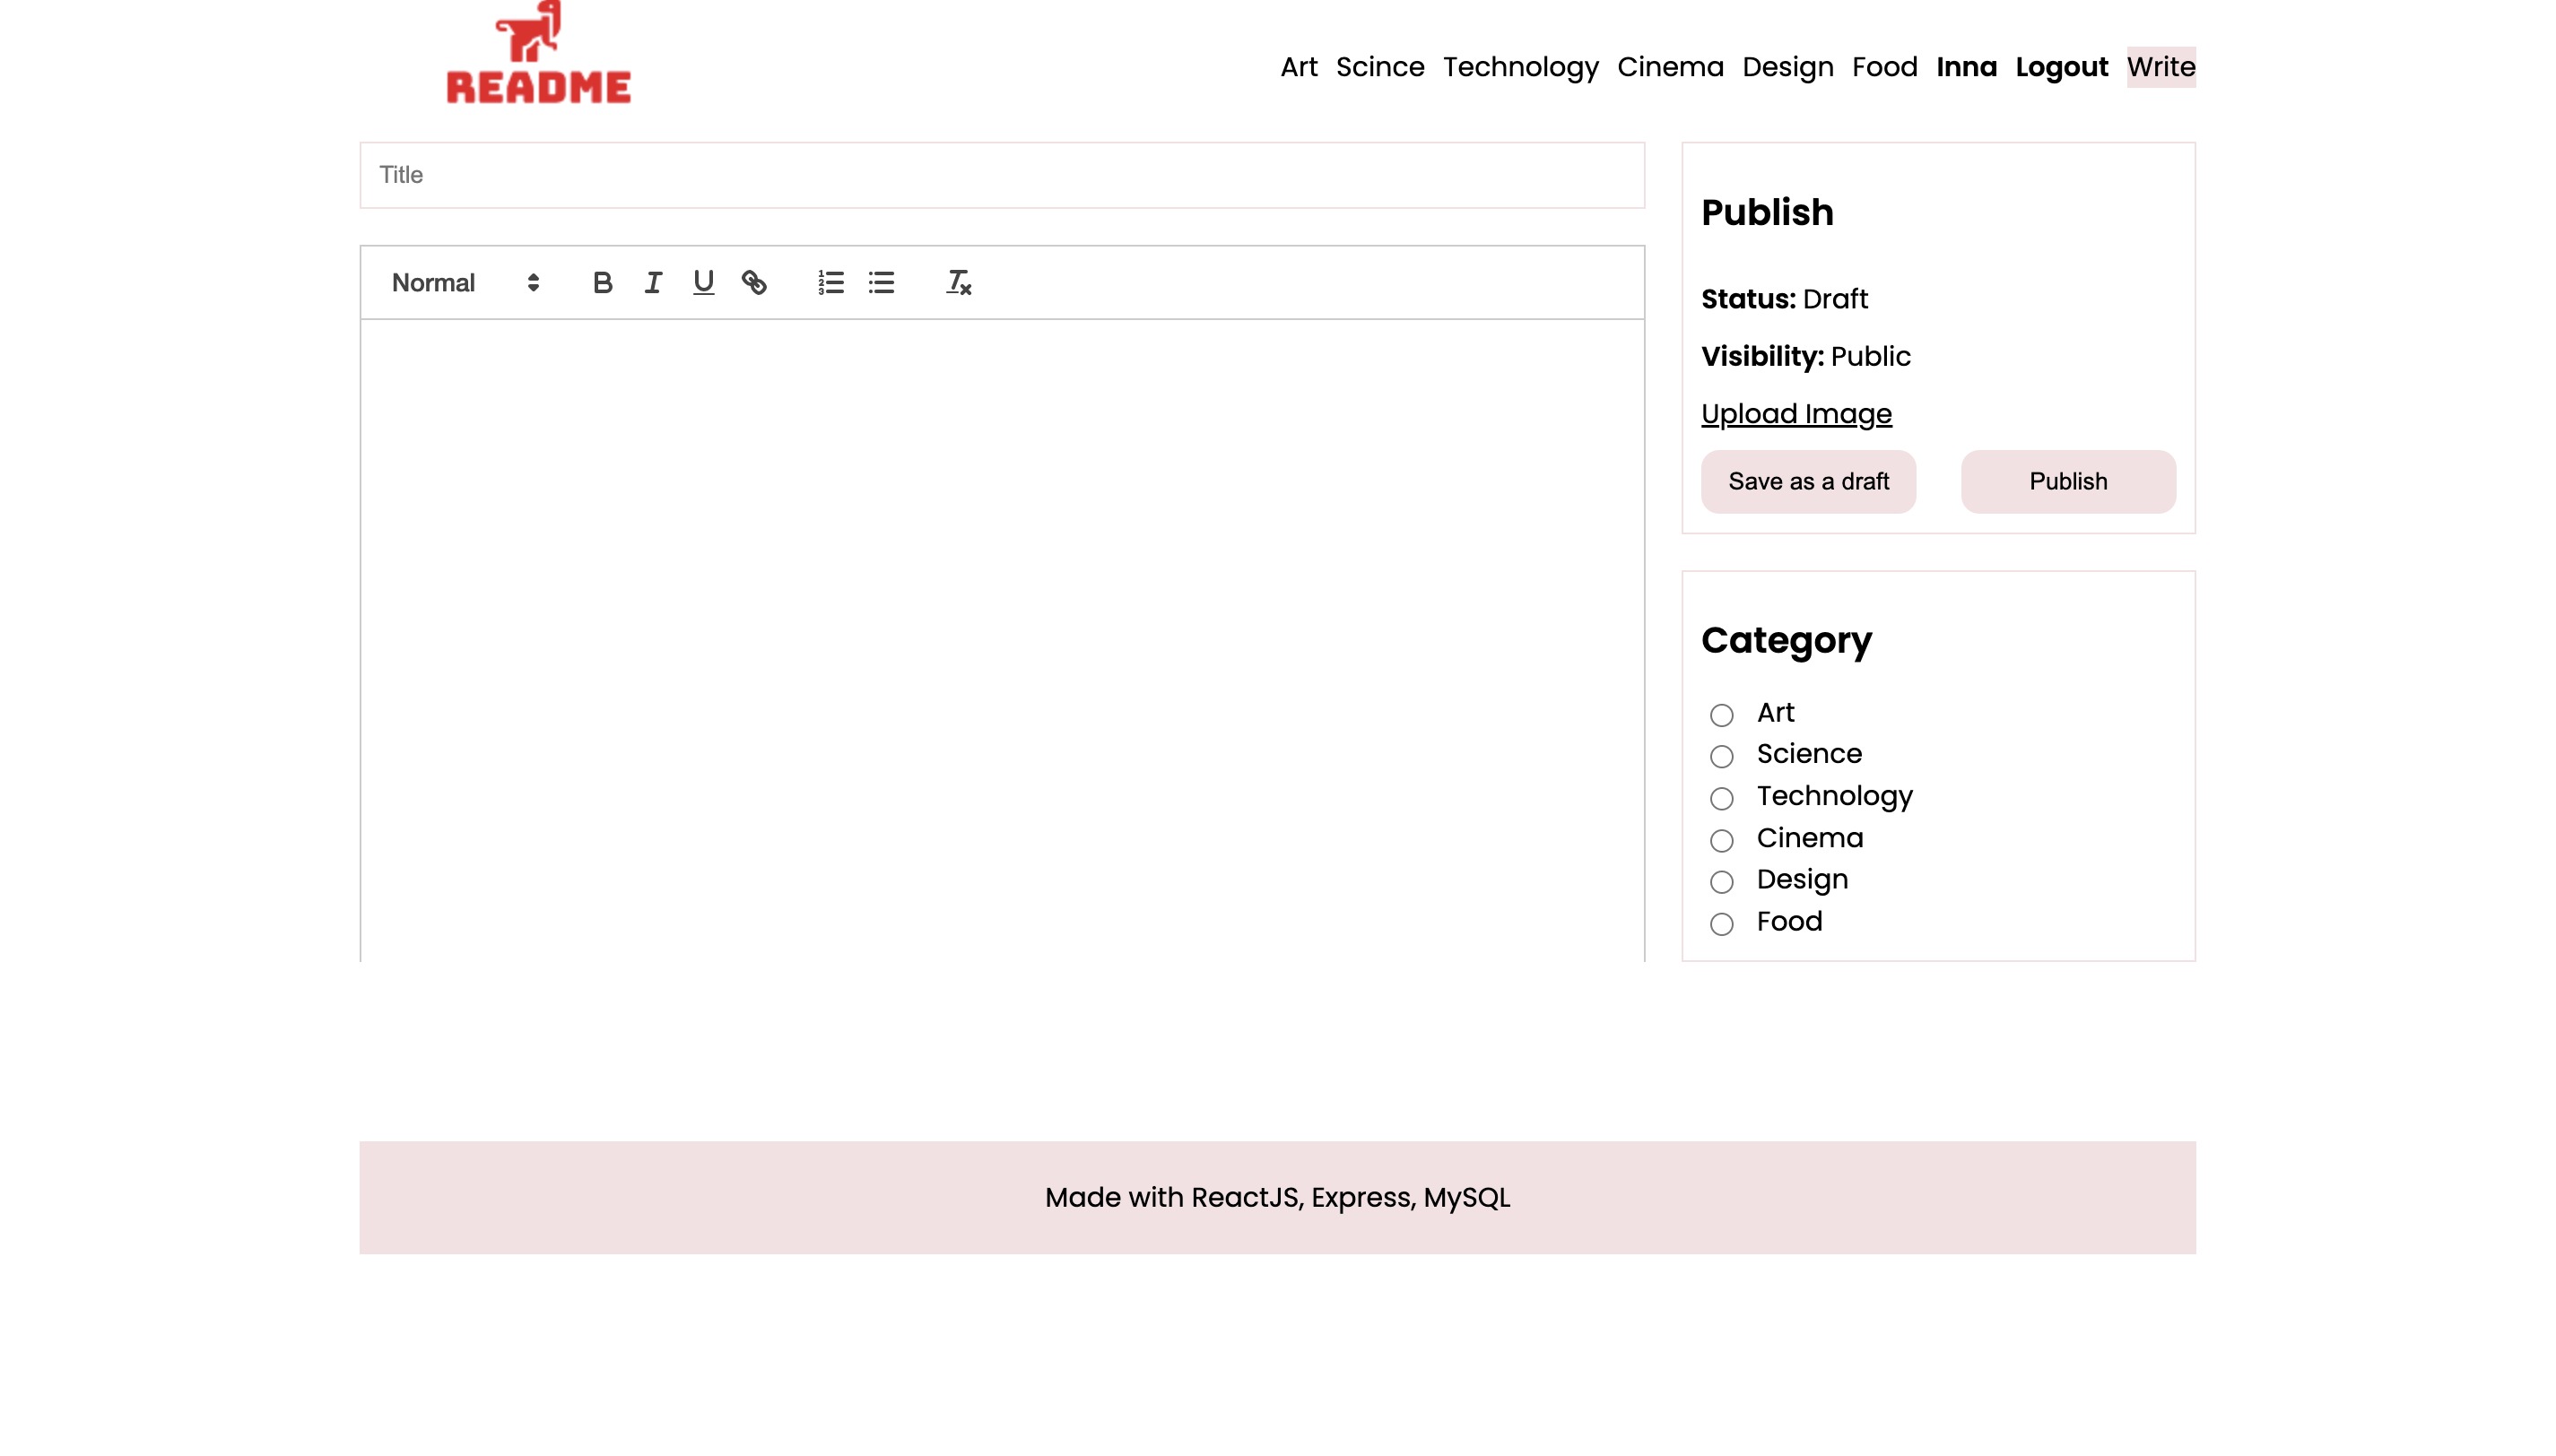 README
Art Scince Technology Cinema Design Food Inna Logout Write
Title
Normal
Publish
Status: Draft
Visibility: Public
Upload Image
Save as a draft Publish
Category
Art
Science
Technology
Cinema
Design
Food
Made with ReactJS, Express, MySQL